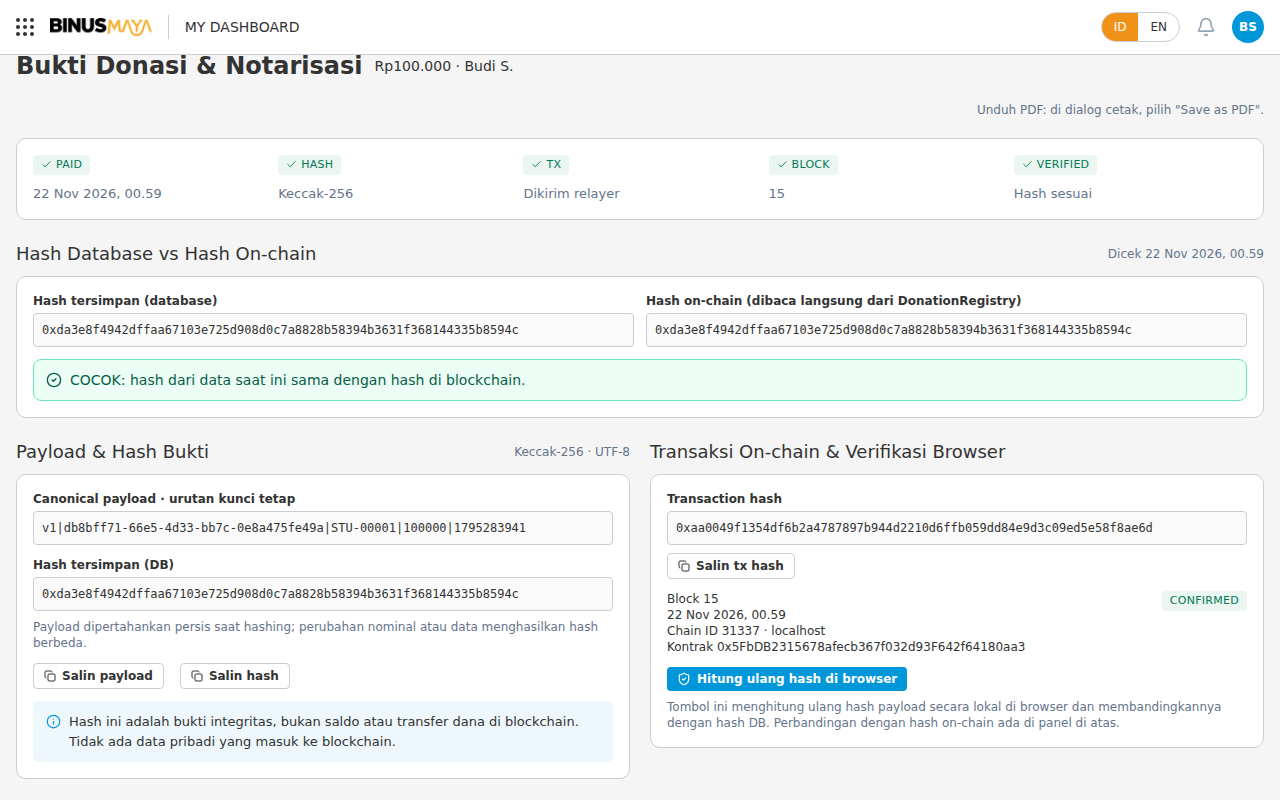 BINUSMAYA
MY DASHBOARD
ID
EN
BS
Bukti Donasi & Notarisasi
Rp100.000 · Budi S.
Unduh PDF: di dialog cetak, pilih "Save as PDF".
PAID
HASH
TX
BLOCK
VERIFIED
22 Nov 2026, 00.59
Keccak-256
Dikirim relayer
15
Hash sesuai
Hash Database vs Hash On-chain
Dicek 22 Nov 2026, 00.59
Hash tersimpan (database)
Hash on-chain (dibaca langsung dari DonationRegistry)
0xda3e8f4942dffaa67103e725d908d0c7a8828b58394b3631f368144335b8594c
0xda3e8f4942dffaa67103e725d908d0c7a8828b58394b3631f368144335b8594c
COCOK: hash dari data saat ini sama dengan hash di blockchain.
Payload & Hash Bukti
Keccak-256 · UTF-8
Canonical payload · urutan kunci tetap
v1|db8bff71-66e5-4d33-bb7c-0e8a475fe49a|STU-00001|100000|1795283941
Hash tersimpan (DB)
0xda3e8f4942dffaa67103e725d908d0c7a8828b58394b3631f368144335b8594c
Payload dipertahankan persis saat hashing; perubahan nominal atau data menghasilkan hash
berbeda.
Salin payload
Salin hash
Hash ini adalah bukti integritas, bukan saldo atau transfer dana di blockchain.
Tidak ada data pribadi yang masuk ke blockchain.
Transaksi On-chain & Verifikasi Browser
Transaction hash
0xaa0049f1354df6b2a4787897b944d2210d6ffb059dd84e9d3c09ed5e58f8ae6d
Salin tx hash
Block 15
CONFIRMED
22 Nov 2026, 00.59
Chain ID 31337 · localhost
Kontrak 0x5FbDB2315678afecb367f032d93F642f64180aa3
Hitung ulang hash di browser
Tombol ini menghitung ulang hash payload secara lokal di browser dan membandingkannya
dengan hash DB. Perbandingan dengan hash on-chain ada di panel di atas.